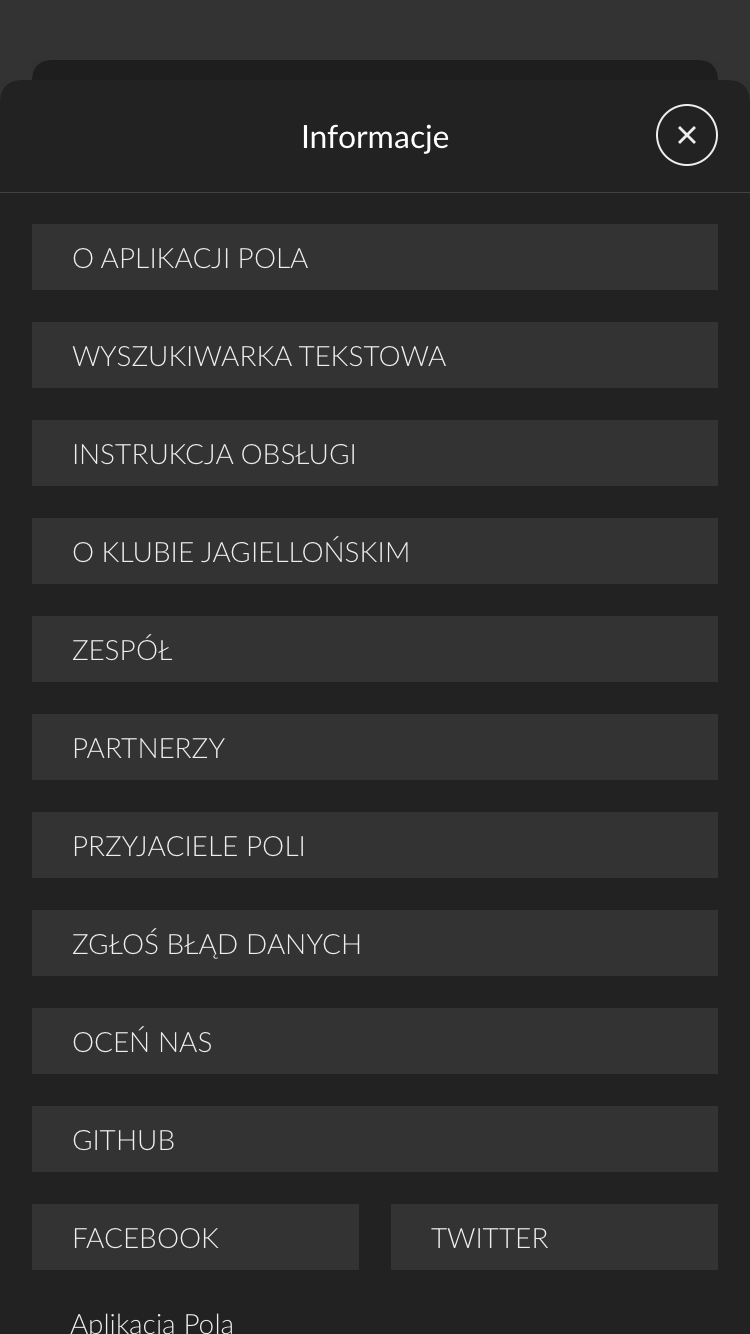 Informacje
O APLIKACJI POLA
WYSZUKIWARKA TEKSTOWA
INSTRUKCJA OBSŁUGI
O KLUBIE JAGIELLOŃSKIM
ZESPÓŁ
PARTNERZY
PRZYJACIELE POLI
ZGŁOŚ BŁĄD DANYCH
OCEŃ NAS
GITHUB
FACEBOOK
TWITTER
Aplikacja Pola